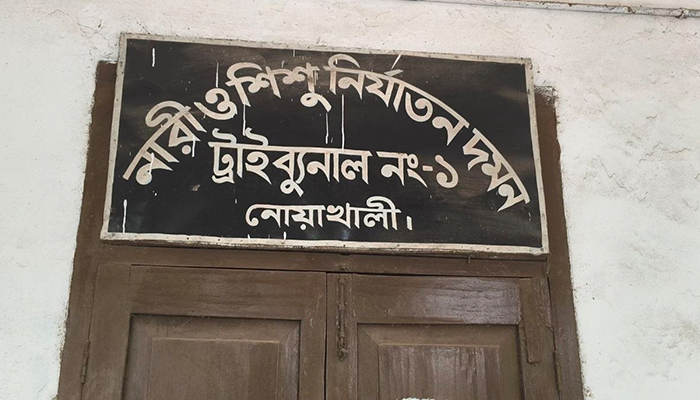 নারী ও শিশু নির্যাতন দমন
ট্রাইব্যুনাল নং-১
নোয়াখালী।